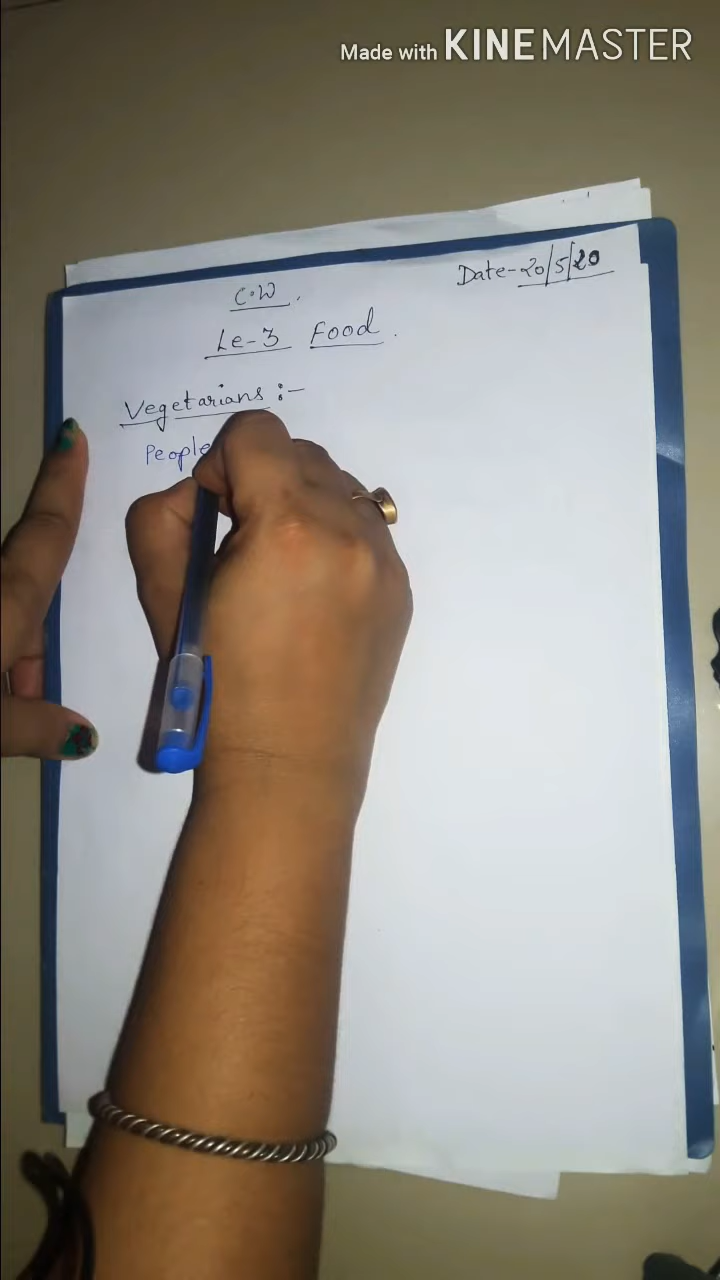 Made with KINEMASTER
Date-20/5/20
C.W.
Le-3 Food.
Vegetarians :-
People